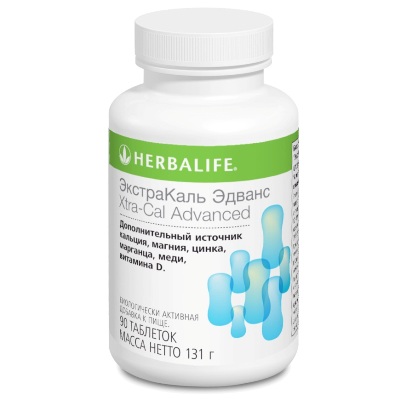 HERBALIFE®
ЭкстраКаль Эдванс
Xtra-Cal Advanced
Дополнительный источник
кальция, магния, цинка,
марганца, меди,
витамина D.
БИОЛОГИЧЕСКИ АКТИВНАЯ
ДОБАВКА К ПИЩЕ.
90 ТАБЛЕТОК
МАССА НЕТТО 131 г